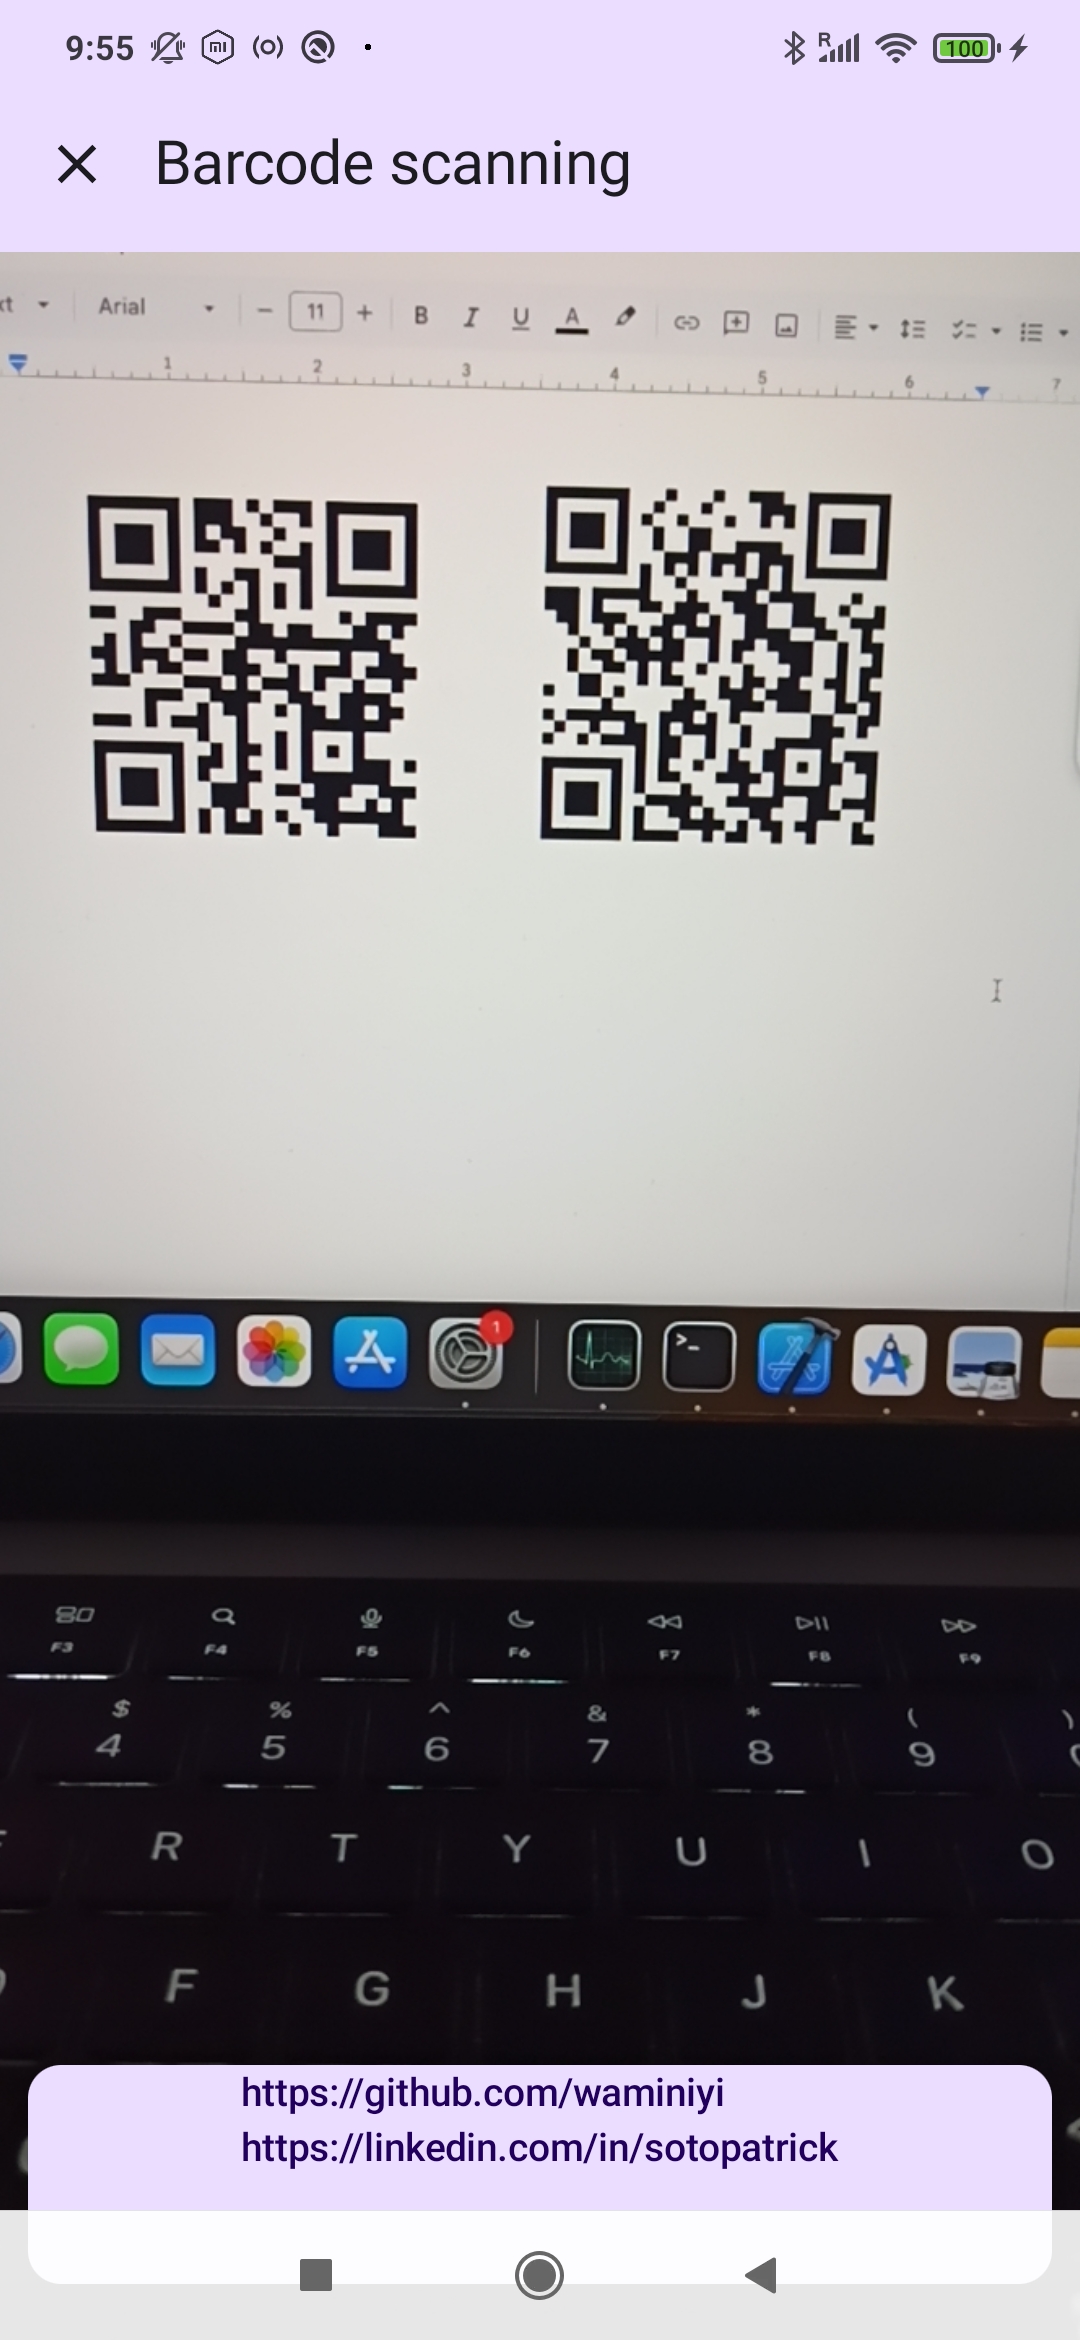 9:55
R
100
Barcode scanning
Arial
11
B I U A
1 2 3 4 5 6 7
1
F3 F4 F5 F6 F7 F8 F9
$ % ^ & * ( )
4 5 6 7 8 9
R T Y U I O
F G H J K
https://github.com/waminiyi
https://linkedin.com/in/sotopatrick